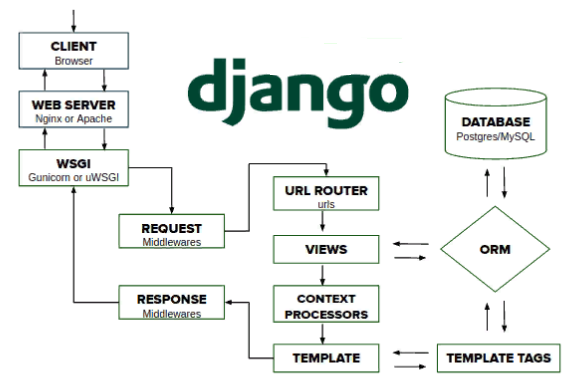 CLIENT
Browser
django
WEB SERVER
Nginx or Apache
DATABASE
Postgres/MySQL
WSGI
Gunicorn or uWSGI
URL ROUTER
urls
REQUEST
Middlewares
VIEWS
ORM
RESPONSE
Middlewares
CONTEXT
PROCESSORS
TEMPLATE
TEMPLATE TAGS